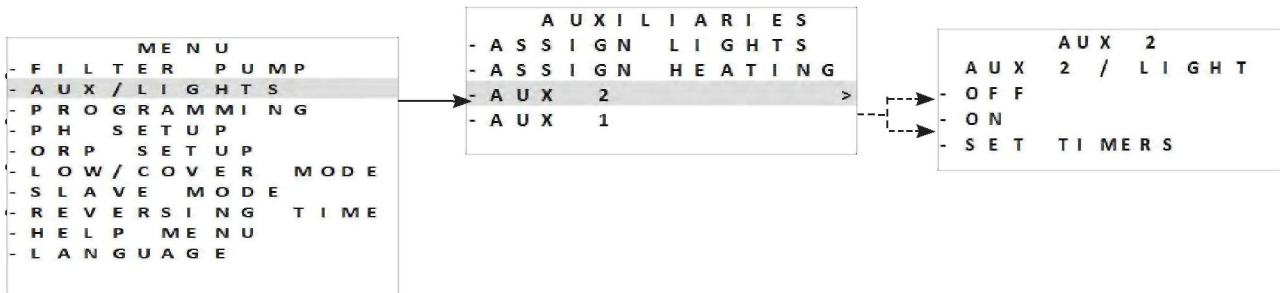 MENU
- FILTER PUMP
- AUX/LIGHTS
- PROGRAMMING
- PH SETUP
- ORP SETUP
- LOW/COVER MODE
- SLAVE MODE
- REVERSING TIME
- HELP MENU
- LANGUAGE
AUXILIARIES
- ASSIGN LIGHTS
- ASSIGN HEATING
- AUX 2 >
- AUX 1
AUX 2
AUX 2 / LIGHT
- OFF
- ON
- SET TIMERS